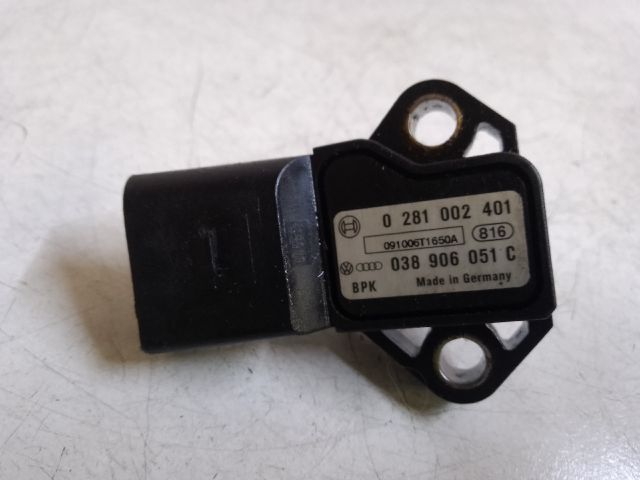 0 281 002 401
091006T1650A 816
038 906 051 C
BPK Made in Germany